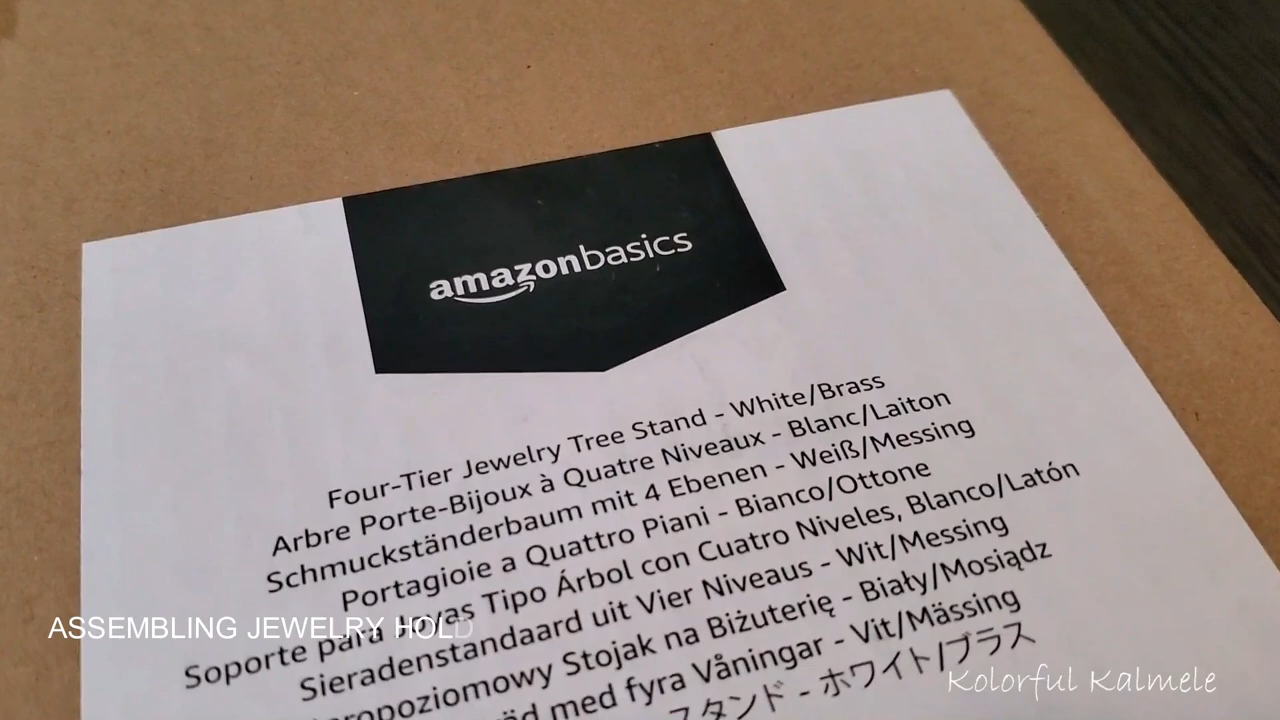 amazonbasics
Four-Tier Jewelry Tree Stand - White/Brass
Arbre Porte-Bijoux à Quatre Niveaux - Blanc/Laiton
Schmuckständerbaum mit 4 Ebenen - Weiß/Messing
Portagioie a Quattro Piani - Bianco/Ottone
Soporte para Joyas Tipo Árbol con Cuatro Niveles, Blanco/Latón
Sieradenstandaard uit Vier Niveaus - Wit/Messing
Stojak na Biżuterię - Biały/Mosiądz
med fyra Våningar - Vit/Mässing
スタンド - ホワイト/ブラス
ASSEMBLING JEWELRY HOLD
Kolorful Kalmele